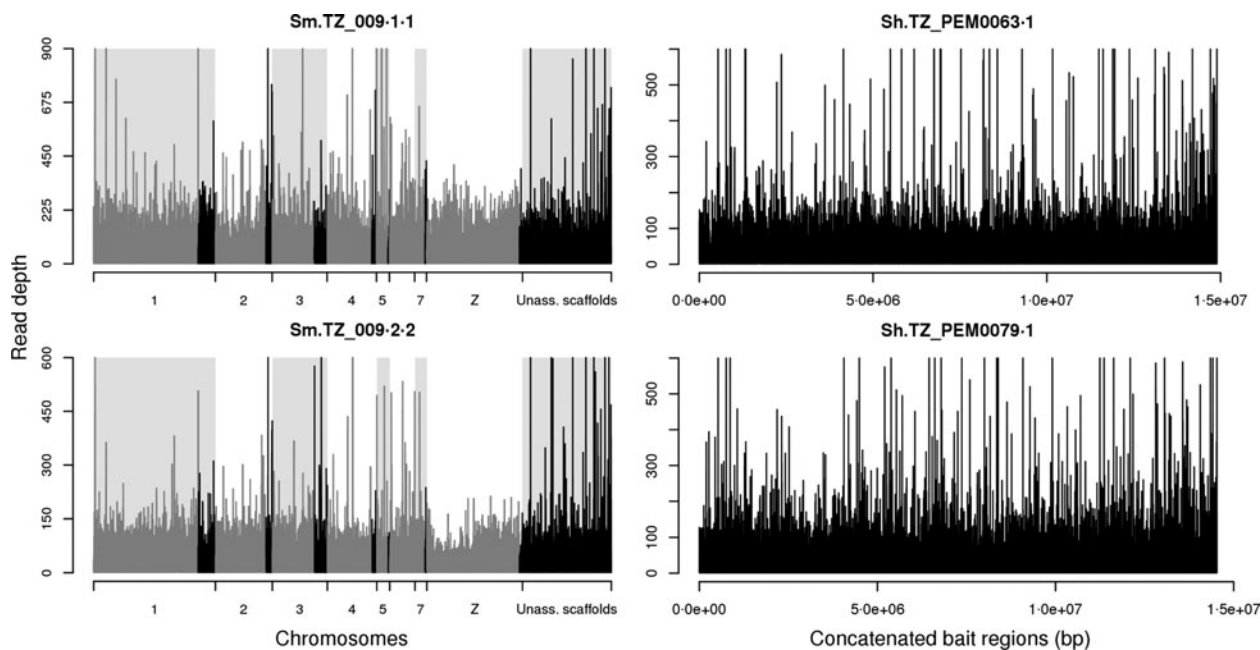 Sm.TZ_009·1·1
Sh.TZ_PEM0063·1
900
675
450
225
0
500
300
100
0
1
2
3
4
5
7
Z
Unass. scaffolds
0·0e+00
5·0e+06
1·0e+07
1·5e+07
Read depth
Sm.TZ_009·2·2
Sh.TZ_PEM0079·1
600
450
300
150
0
500
300
100
0
1
2
3
4
5
7
Z
Unass. scaffolds
0·0e+00
5·0e+06
1·0e+07
1·5e+07
Chromosomes
Concatenated bait regions (bp)